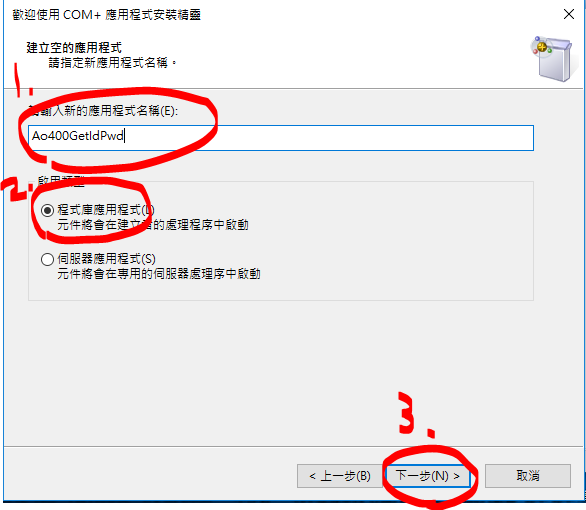 歡迎使用 COM+ 應用程式安裝精靈
建立空的應用程式
請指定新應用程式名稱。
1.
請輸入新的應用程式名稱(E):
Ao400GetIdPwd
2.
啟用類型
程式庫應用程式(L)
元件將會在建立者的處理程序中啟動
伺服器應用程式(S)
元件將會在專用的伺服器處理序中啟動
3.
< 上一步(B) 下一步(N) > 取消